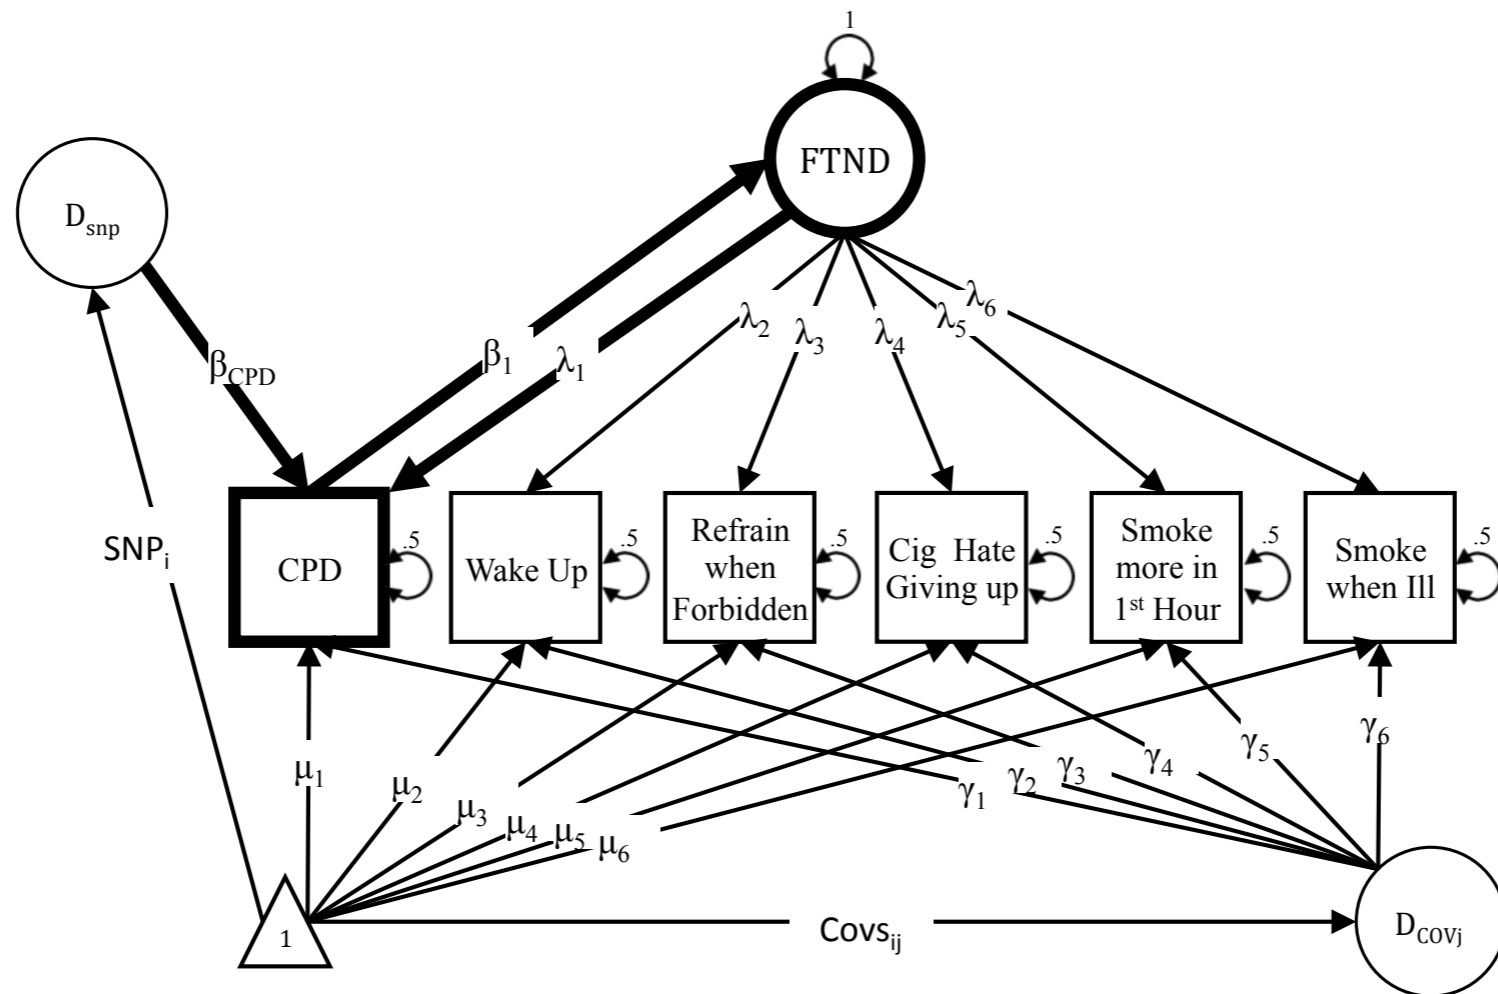 1
FTND
D_snp
β_CPD
β_1
λ_1
λ_2
λ_3
λ_4
λ_5
λ_6
SNP_i
CPD
.5
Wake Up
.5
Refrain
when
Forbidden
.5
Cig Hate
Giving up
.5
Smoke
more in
1^st Hour
.5
Smoke
when Ill
.5
μ_1
μ_2
μ_3
μ_4
μ_5
μ_6
γ_1
γ_2
γ_3
γ_4
γ_5
γ_6
1
Covs_ij
D_COVj